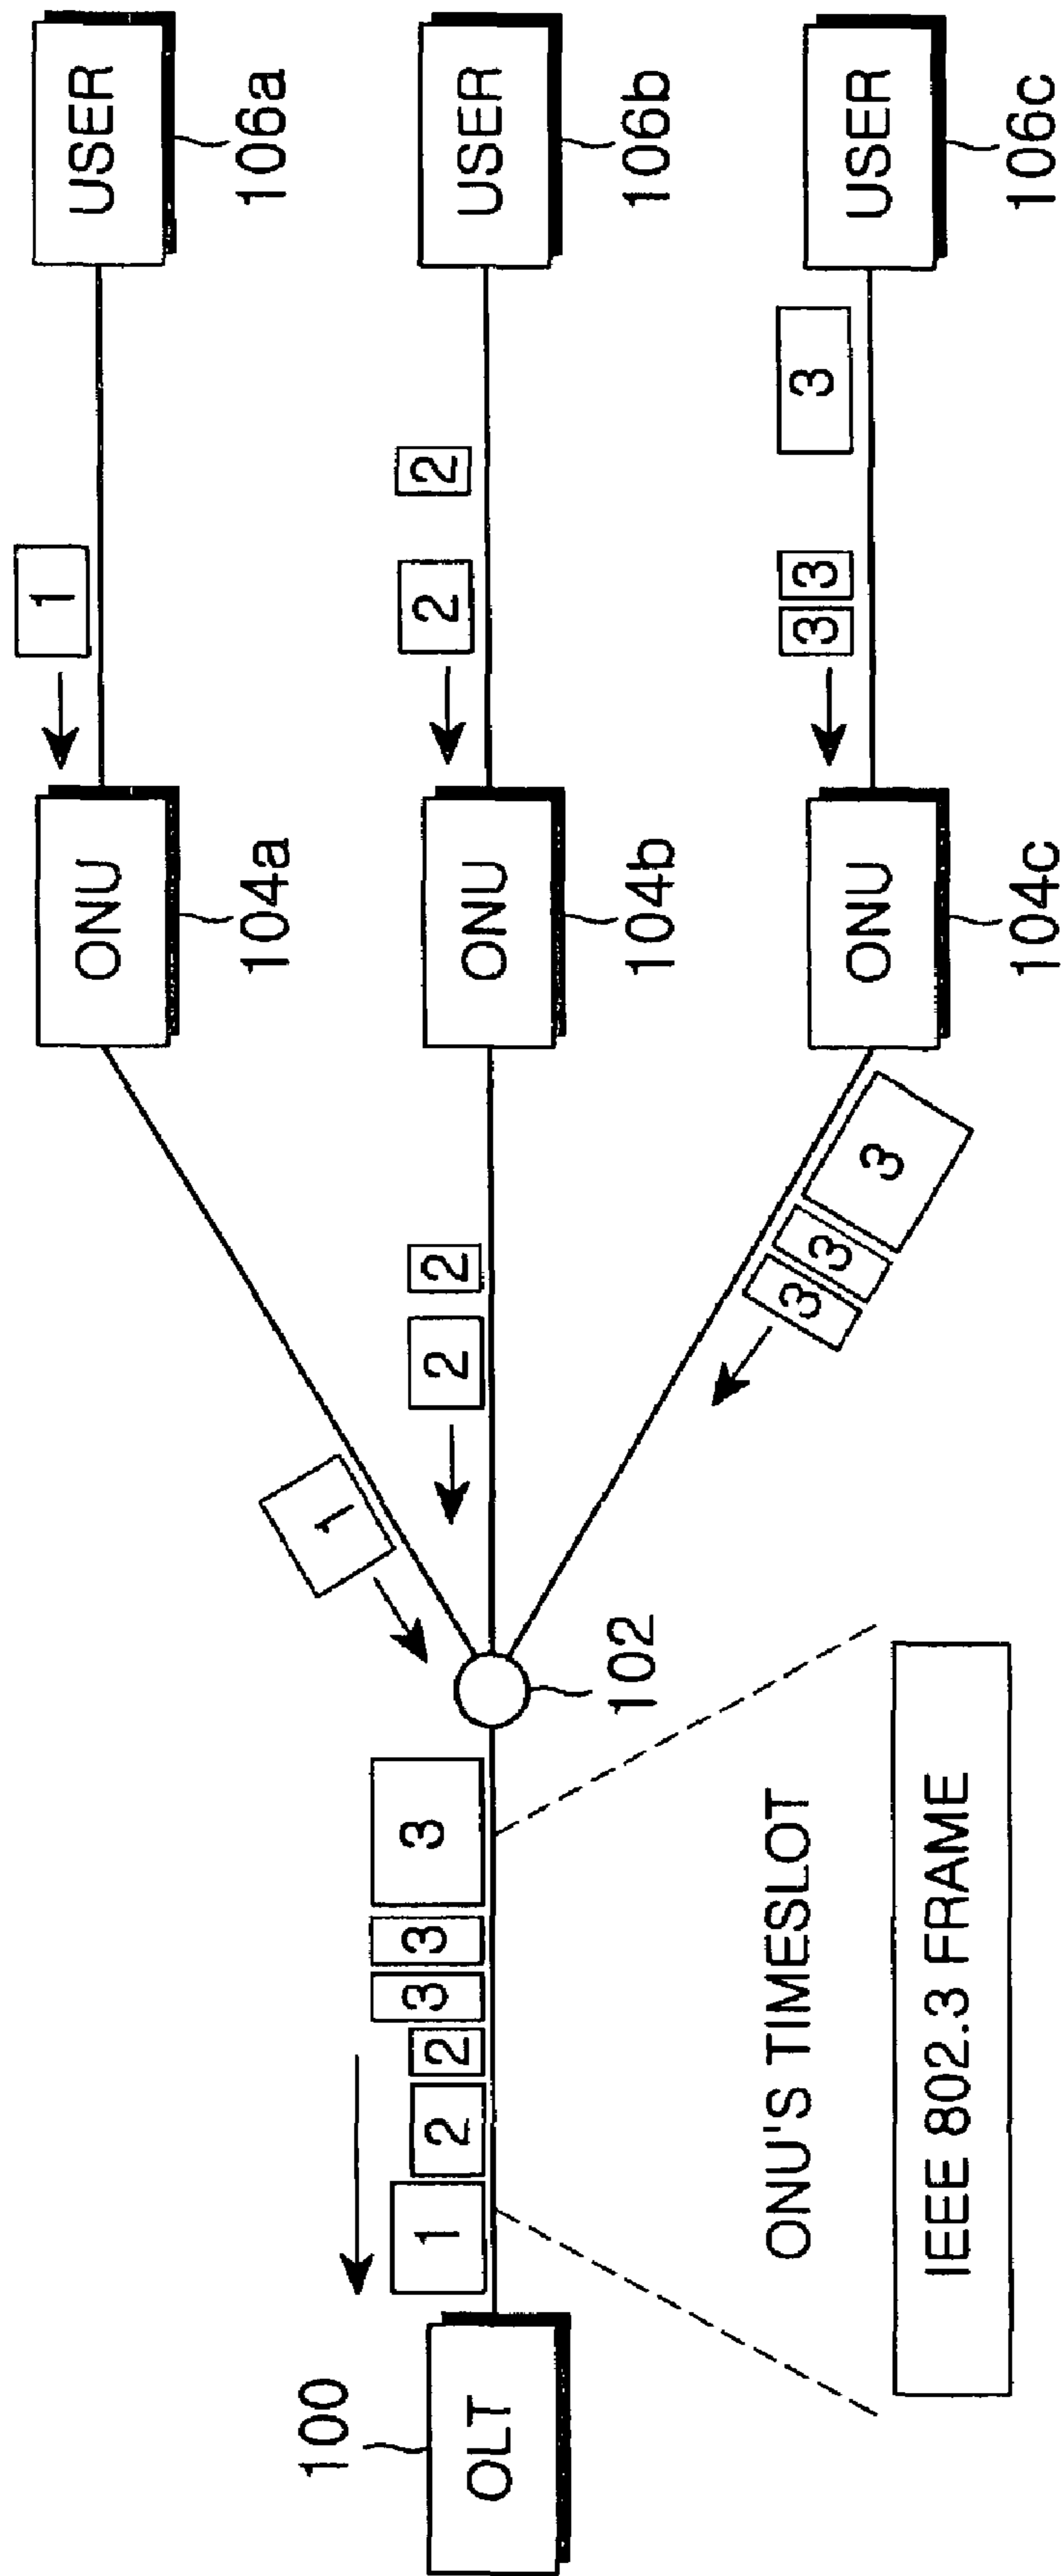 USER
106a
1
ONU
104a
1
USER
106b
2
2
ONU
104b
2
2
USER
106c
3
3 3
ONU
104c
3 3 3
102
100
OLT
1 2 2 3 3 3
ONU'S TIMESLOT
IEEE 802.3 FRAME